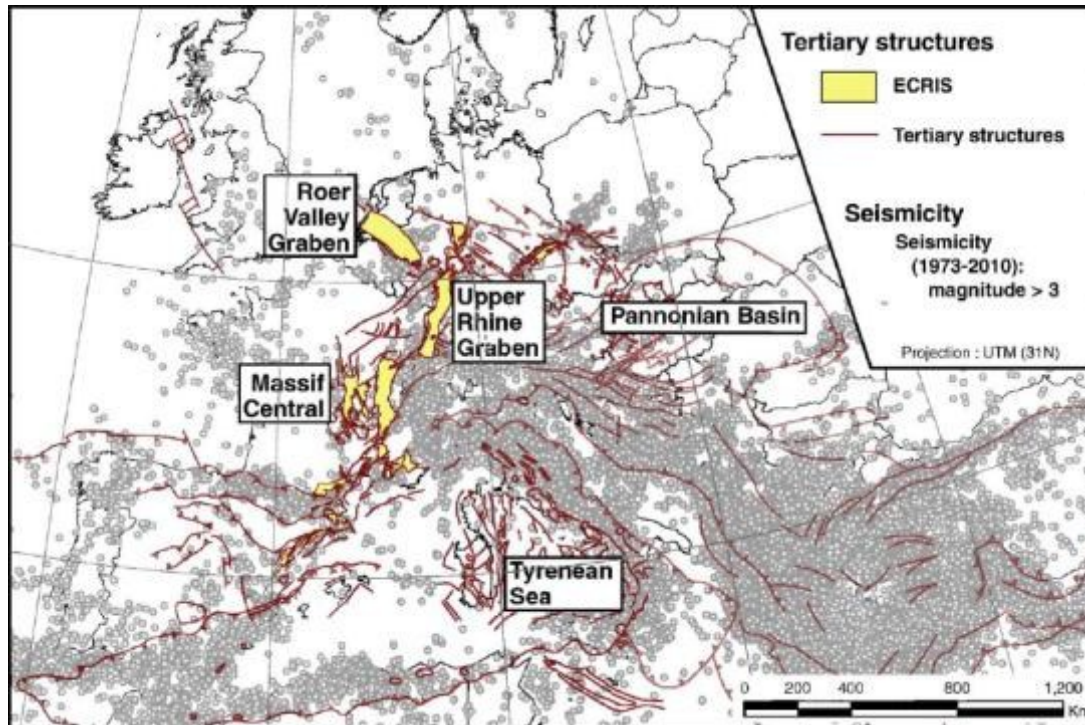 Tertiary structures
ECRIS
Tertiary structures
Seismicity
Seismicity
(1973-2010):
magnitude > 3
Projection : UTM (31N)
Roer
Valley
Graben
Upper
Rhine
Graben
Pannonian Basin
Massif
Central
Tyrenean
Sea
0 200 400 800 1,200